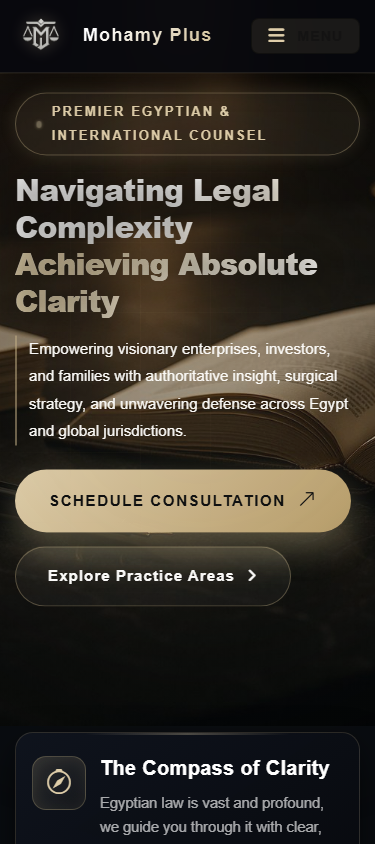 Mohamy Plus
MENU
PREMIER EGYPTIAN &
INTERNATIONAL COUNSEL
Navigating Legal
Complexity
Achieving Absolute
Clarity
Empowering visionary enterprises, investors,
and families with authoritative insight, surgical
strategy, and unwavering defense across Egypt
and global jurisdictions.
SCHEDULE CONSULTATION
Explore Practice Areas
The Compass of Clarity
Egyptian law is vast and profound,
we guide you through it with clear,